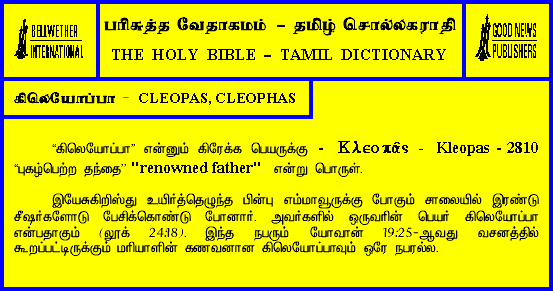 BELLWETHER
INTERNATIONAL
பரிசுத்த வேதாகமம் - தமிழ் சொல்லகராதி
THE HOLY BIBLE - TAMIL DICTIONARY
GOOD NEWS
PUBLISHERS
கிலெயோப்பா - CLEOPAS, CLEOPHAS
“கிலெயோப்பா” என்னும் கிரேக்க பெயருக்கு - Κλεοπᾶς - Kleopas - 2810
“புகழ்பெற்ற தந்தை” "renowned father" என்று பொருள்.
இயேசுகிறிஸ்து உயிர்த்தெழுந்த பின்பு எம்மாவூருக்கு போகும் சாலையில் இரண்டு
சீஷர்களோடு பேசிக்கொண்டு போனார். அவர்களில் ஒருவரின் பெயர் கிலெயோப்பா
என்பதாகும் (லூக் 24:18). இந்த நபரும் யோவான் 19:25-ஆவது வசனத்தில்
கூறப்பட்டிருக்கும் மரியாளின் கணவனான கிலெயோப்பாவும் ஒரே நபரல்ல.